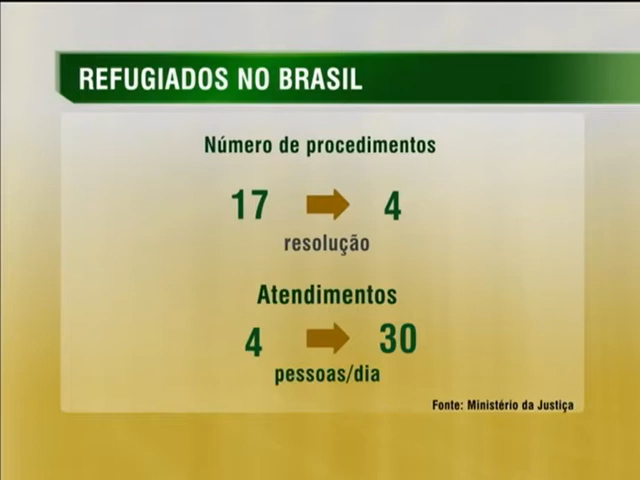 REFUGIADOS NO BRASIL
Número de procedimentos
17 4
resolução
Atendimentos
4 30
pessoas/dia
Fonte: Ministério da Justiça